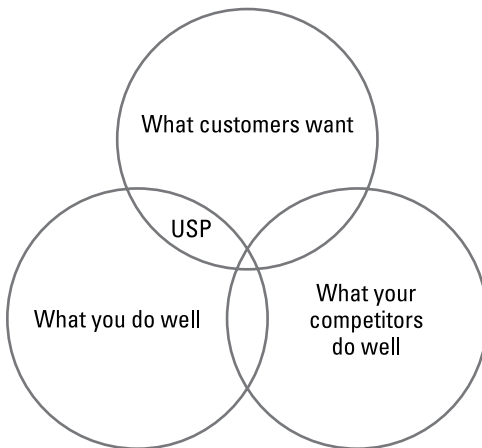 What customers want
USP
What you do well
What your
competitors
do well